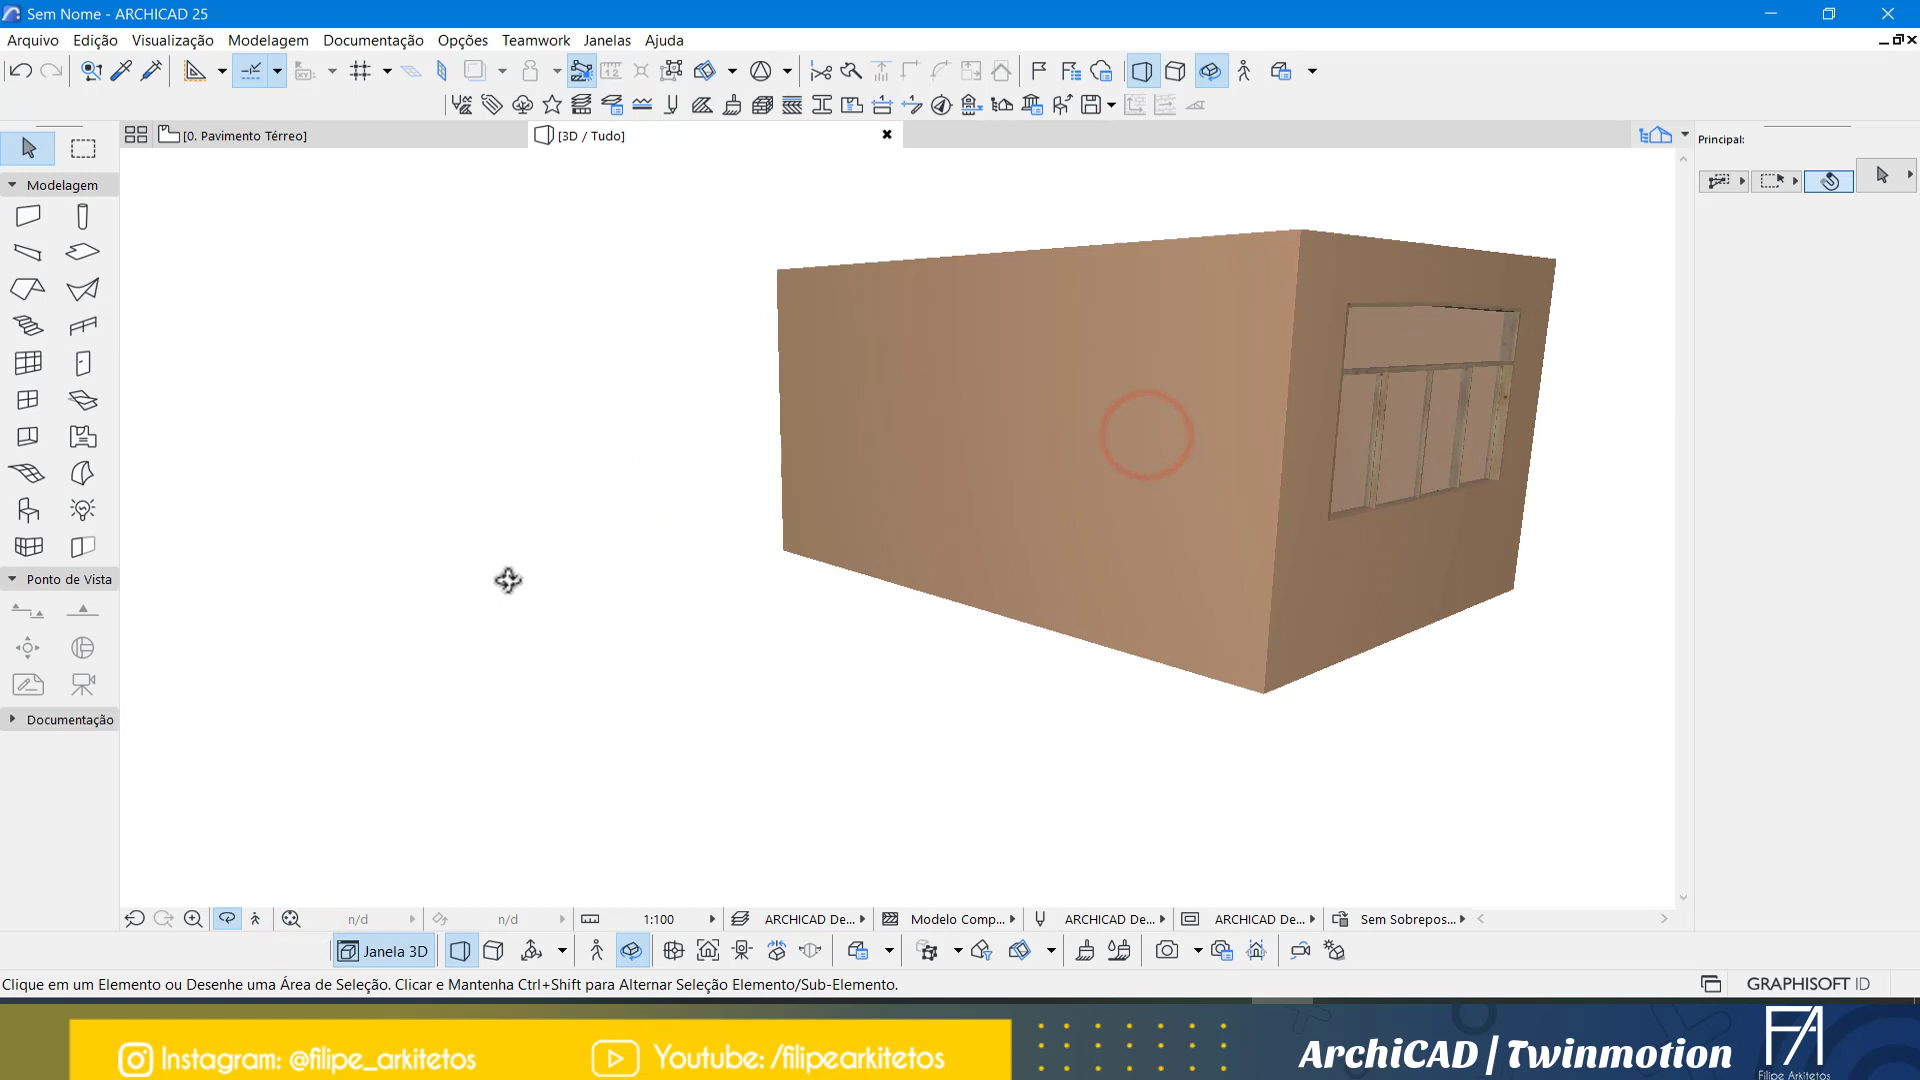 Sem Nome - ARCHICAD 25
Arquivo Edição Visualização Modelagem Documentação Opções Teamwork Janelas Ajuda
[0. Pavimento Térreo]
[3D / Tudo]
Principal:
Modelagem
Ponto de Vista
Documentação
n/d
n/d
1:100
ARCHICAD De...
Modelo Comp...
ARCHICAD De...
ARCHICAD De...
Sem Sobrepos...
Janela 3D
Clique em um Elemento ou Desenhe uma Área de Seleção. Clicar e Mantenha Ctrl+Shift para Alternar Seleção Elemento/Sub-Elemento.
GRAPHISOFT ID
Instagram: @filipe_arkitetos
Youtube: /filipearkitetos
ArchiCAD | Twinmotion
FA
Filipe Arkitetos